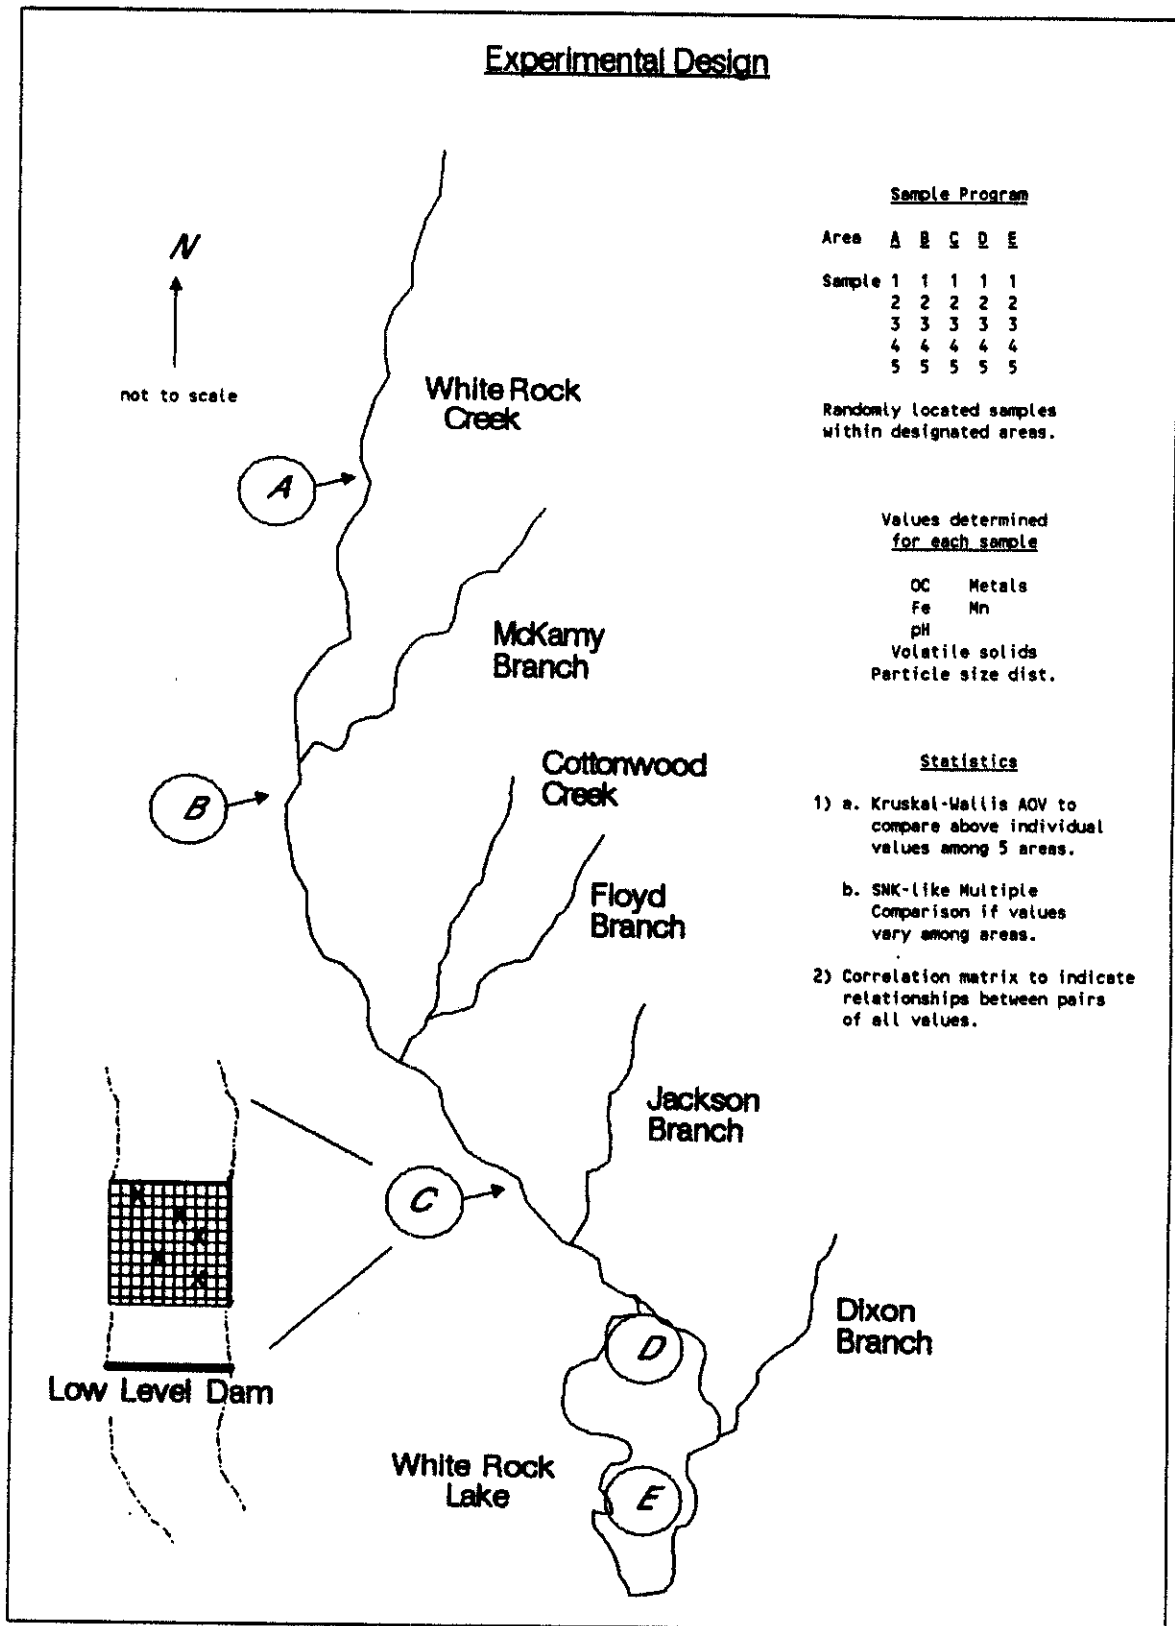 Experimental Design
N
not to scale
White Rock
Creek
A
McKamy
Branch
B
Cottonwood
Creek
Floyd
Branch
Jackson
Branch
C
Low Level Dam
D
Dixon
Branch
White Rock
Lake
E
Sample Program
Area A B C D E
Sample 1 1 1 1 1
2 2 2 2 2
3 3 3 3 3
4 4 4 4 4
5 5 5 5 5
Randomly located samples
within designated areas.
Values determined
for each sample
OC Metals
Fe Mn
pH
Volatile solids
Particle size dist.
Statistics
1) a. Kruskal-Wallis AOV to
compare above individual
values among 5 areas.
b. SNK-like Multiple
Comparison if values
vary among areas.
2) Correlation matrix to indicate
relationships between pairs
of all values.
X
X
X
X
X